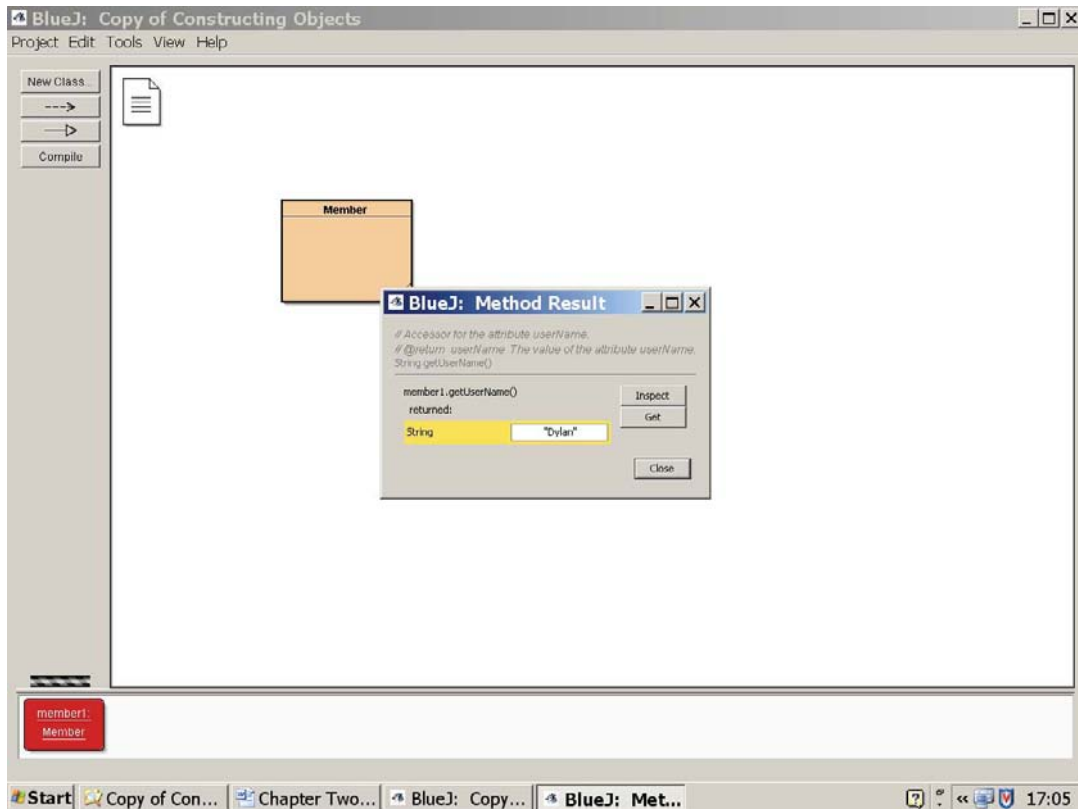 BlueJ: Copy of Constructing Objects
Project Edit Tools View Help
New Class...
--->
Compile
Member
BlueJ: Method Result
// Accessor for the attribute userName.
// @return userName The value of the attribute userName.
String getUserName()
member1.getUserName()
returned:
String "Dylan"
Inspect
Get
Close
member1:
Member
Start Copy of Con... Chapter Two... BlueJ: Copy... BlueJ: Met... 17:05